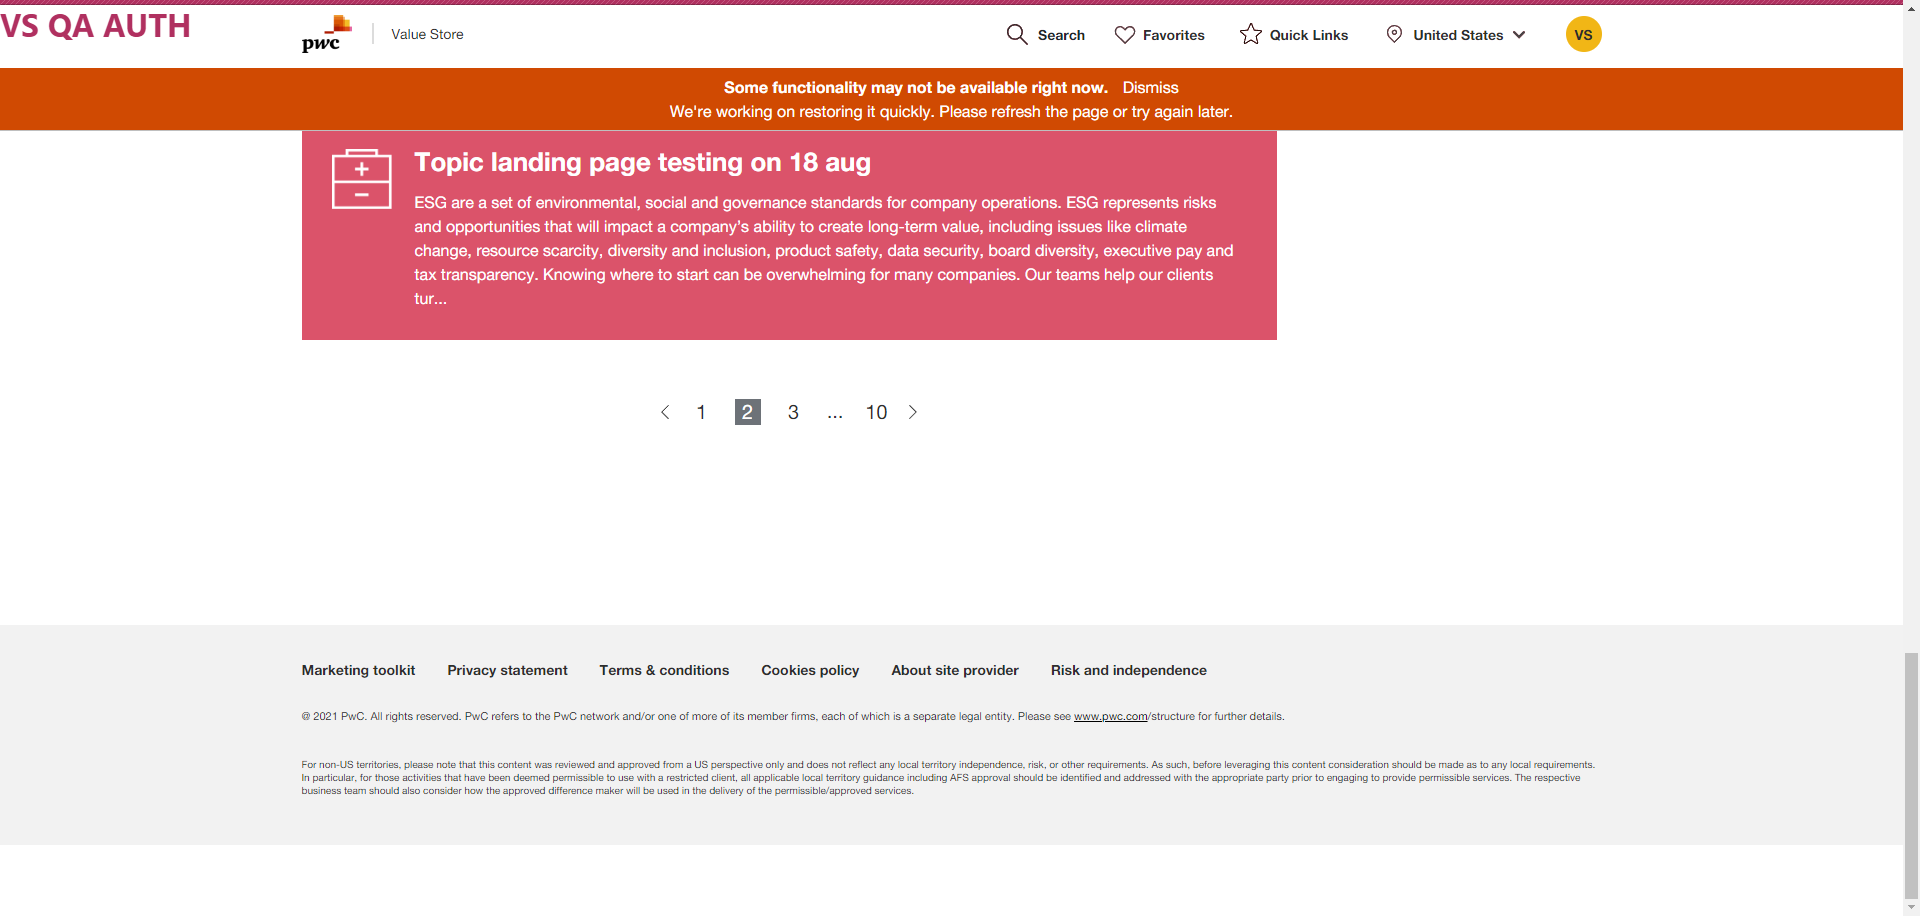 VS QA AUTH
pwc
Value Store
Search
Favorites
Quick Links
United States
VS
Some functionality may not be available right now. Dismiss
We're working on restoring it quickly. Please refresh the page or try again later.
Topic landing page testing on 18 aug
ESG are a set of environmental, social and governance standards for company operations. ESG represents risks
and opportunities that will impact a company’s ability to create long-term value, including issues like climate
change, resource scarcity, diversity and inclusion, product safety, data security, board diversity, executive pay and
tax transparency. Knowing where to start can be overwhelming for many companies. Our teams help our clients
tur...
1 2 3 ... 10
Marketing toolkit Privacy statement Terms & conditions Cookies policy About site provider Risk and independence
@ 2021 PwC. All rights reserved. PwC refers to the PwC network and/or one of more of its member firms, each of which is a separate legal entity. Please see www.pwc.com/structure for further details.
For non-US territories, please note that this content was reviewed and approved from a US perspective only and does not reflect any local territory independence, risk, or other requirements. As such, before leveraging this content consideration should be made as to any local requirements.
In particular, for those activities that have been deemed permissible to use with a restricted client, all applicable local territory guidance including AFS approval should be identified and addressed with the appropriate party prior to engaging to provide permissible services. The respective
business team should also consider how the approved difference maker will be used in the delivery of the permissible/approved services.